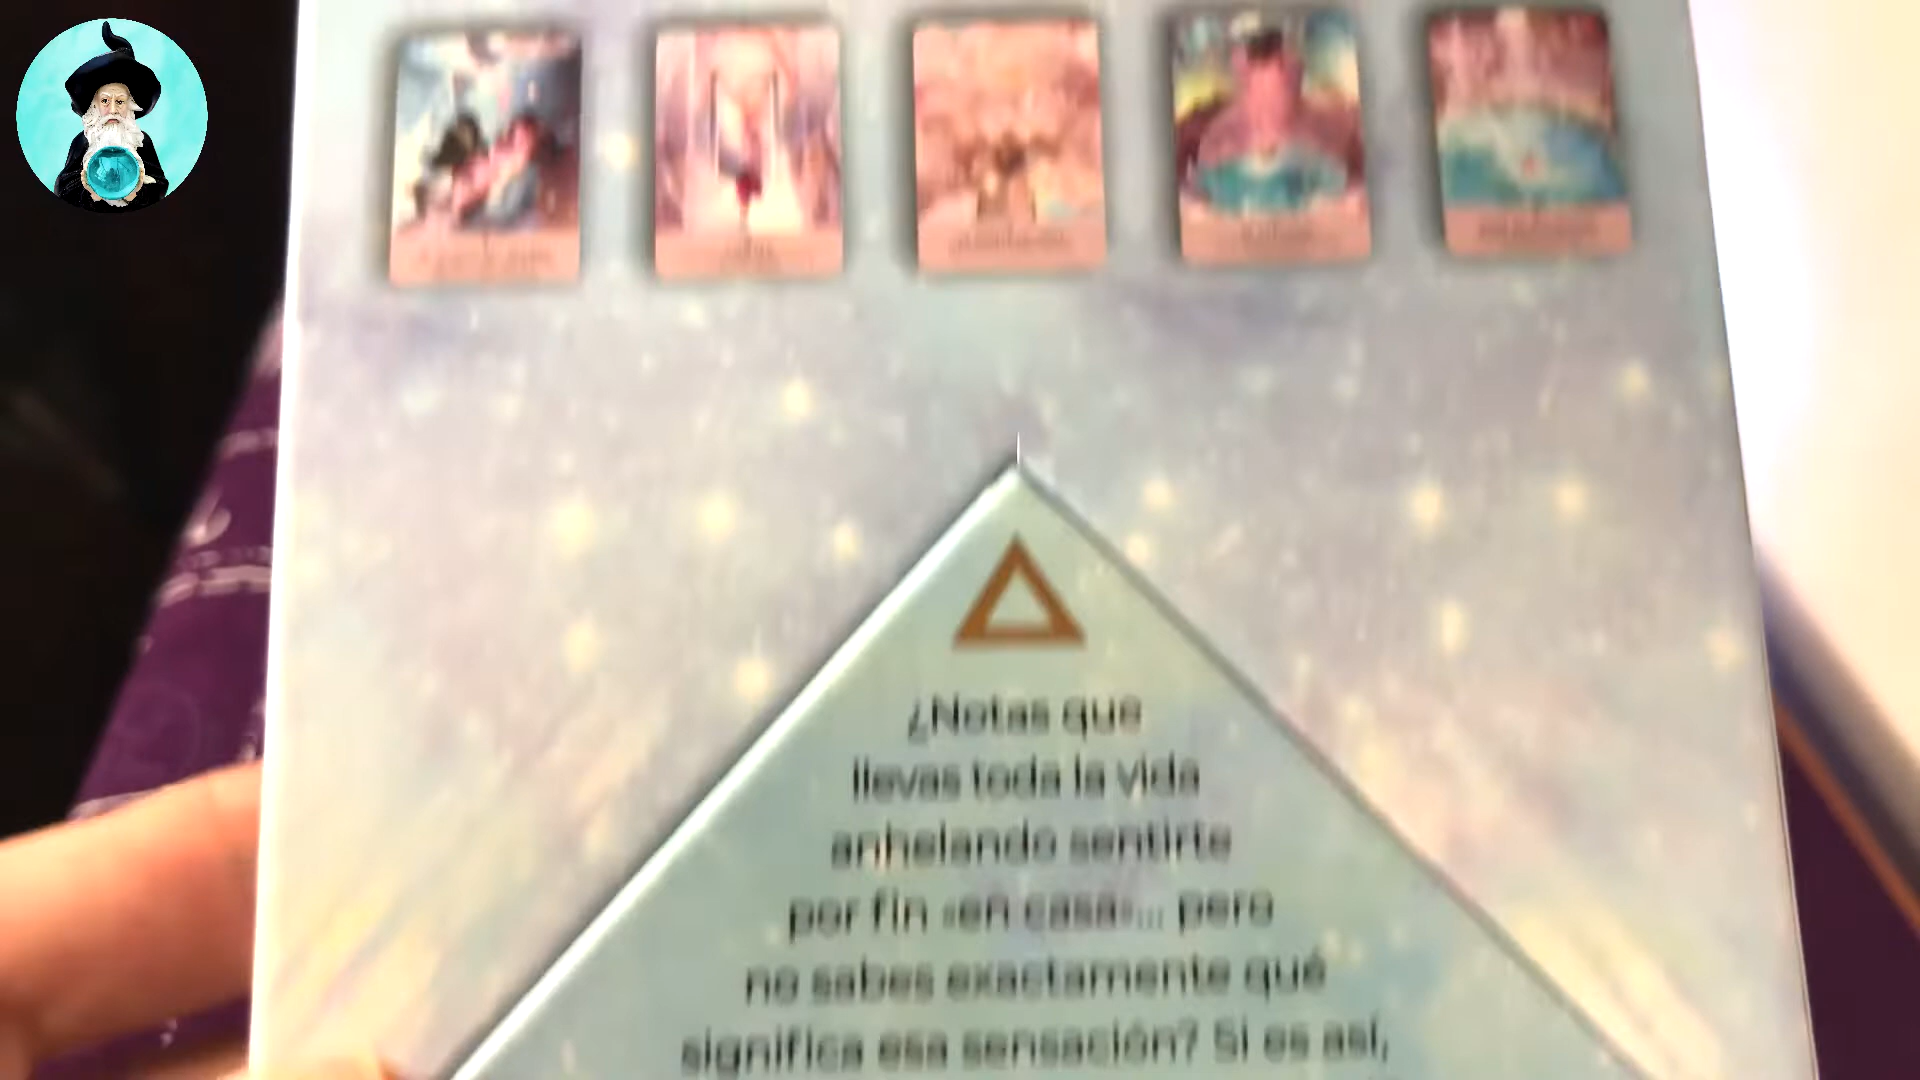 ¿Notas que
llevas toda la vida
anhelando sentirte
por fin «en casa»... pero
no sabes exactamente qué
significa esa sensación? Si es así,